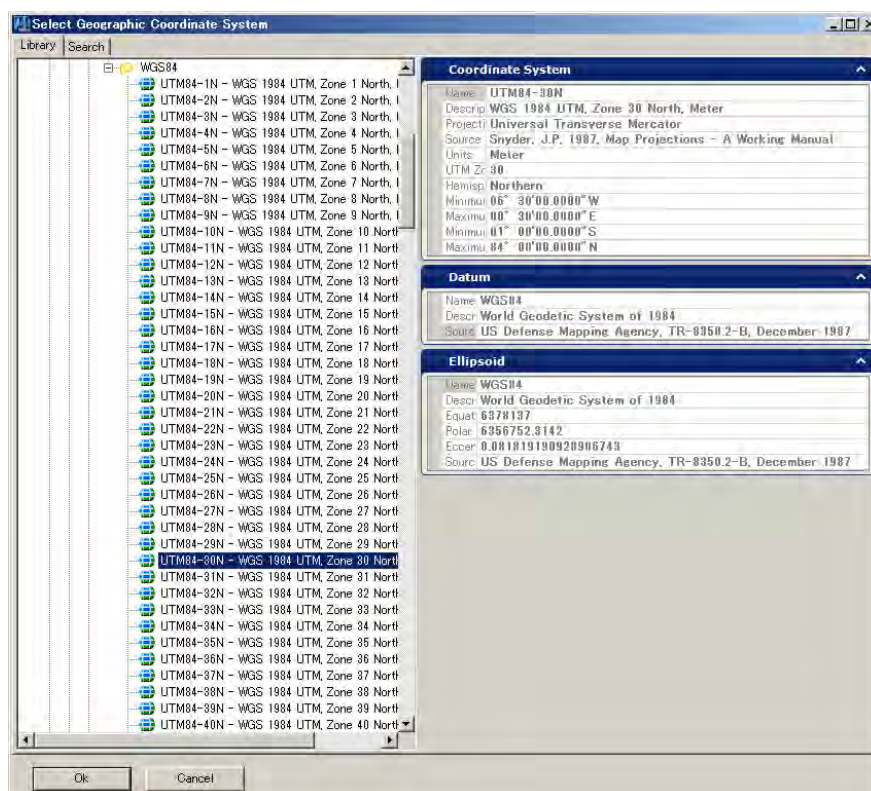 Select Geographic Coordinate System
Library Search
WGS84
UTM84-1N - WGS 1984 UTM, Zone 1 North,
UTM84-2N - WGS 1984 UTM, Zone 2 North,
UTM84-3N - WGS 1984 UTM, Zone 3 North,
UTM84-4N - WGS 1984 UTM, Zone 4 North,
UTM84-5N - WGS 1984 UTM, Zone 5 North,
UTM84-6N - WGS 1984 UTM, Zone 6 North,
UTM84-7N - WGS 1984 UTM, Zone 7 North,
UTM84-8N - WGS 1984 UTM, Zone 8 North,
UTM84-9N - WGS 1984 UTM, Zone 9 North,
UTM84-10N - WGS 1984 UTM, Zone 10 North
UTM84-11N - WGS 1984 UTM, Zone 11 North
UTM84-12N - WGS 1984 UTM, Zone 12 North
UTM84-13N - WGS 1984 UTM, Zone 13 North
UTM84-14N - WGS 1984 UTM, Zone 14 North
UTM84-15N - WGS 1984 UTM, Zone 15 North
UTM84-16N - WGS 1984 UTM, Zone 16 North
UTM84-17N - WGS 1984 UTM, Zone 17 North
UTM84-18N - WGS 1984 UTM, Zone 18 North
UTM84-19N - WGS 1984 UTM, Zone 19 North
UTM84-20N - WGS 1984 UTM, Zone 20 North
UTM84-21N - WGS 1984 UTM, Zone 21 North
UTM84-22N - WGS 1984 UTM, Zone 22 North
UTM84-23N - WGS 1984 UTM, Zone 23 North
UTM84-24N - WGS 1984 UTM, Zone 24 North
UTM84-25N - WGS 1984 UTM, Zone 25 North
UTM84-26N - WGS 1984 UTM, Zone 26 North
UTM84-27N - WGS 1984 UTM, Zone 27 North
UTM84-28N - WGS 1984 UTM, Zone 28 North
UTM84-29N - WGS 1984 UTM, Zone 29 North
UTM84-30N - WGS 1984 UTM, Zone 30 North
UTM84-31N - WGS 1984 UTM, Zone 31 North
UTM84-32N - WGS 1984 UTM, Zone 32 North
UTM84-33N - WGS 1984 UTM, Zone 33 North
UTM84-34N - WGS 1984 UTM, Zone 34 North
UTM84-35N - WGS 1984 UTM, Zone 35 North
UTM84-36N - WGS 1984 UTM, Zone 36 North
UTM84-37N - WGS 1984 UTM, Zone 37 North
UTM84-38N - WGS 1984 UTM, Zone 38 North
UTM84-39N - WGS 1984 UTM, Zone 39 North
UTM84-40N - WGS 1984 UTM, Zone 40 North
Coordinate System
Name UTM84-30N
Descrip WGS 1984 UTM, Zone 30 North, Meter
Projecti Universal Transverse Mercator
Source Snyder, J.P. 1987, Map Projections - A Working Manual
Units Meter
UTM Zc 30
Hemisp Northern
Minimu 06° 30'00.0000" W
Maximu 00° 30'00.0000" E
Minimu 01° 00'00.0000" S
Maximu 84° 00'00.0000" N
Datum
Name WGS84
Descr World Geodetic System of 1984
Sourc US Defense Mapping Agency, TR-8350.2-B, December 1987
Ellipsoid
Name WGS84
Descr World Geodetic System of 1984
Equat 6378137
Polar 6356752.3142
Eccer 0.081819190928906743
Sourc US Defense Mapping Agency, TR-8350.2-B, December 1987
Ok Cancel